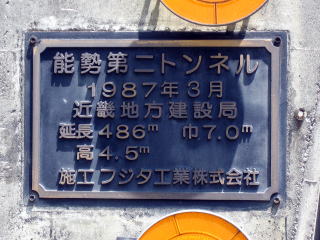 能勢第二トンネル
1987年3月
近畿地方建設局
延長486m 巾7.0m
高4.5m
施工フジタ工業株式会社